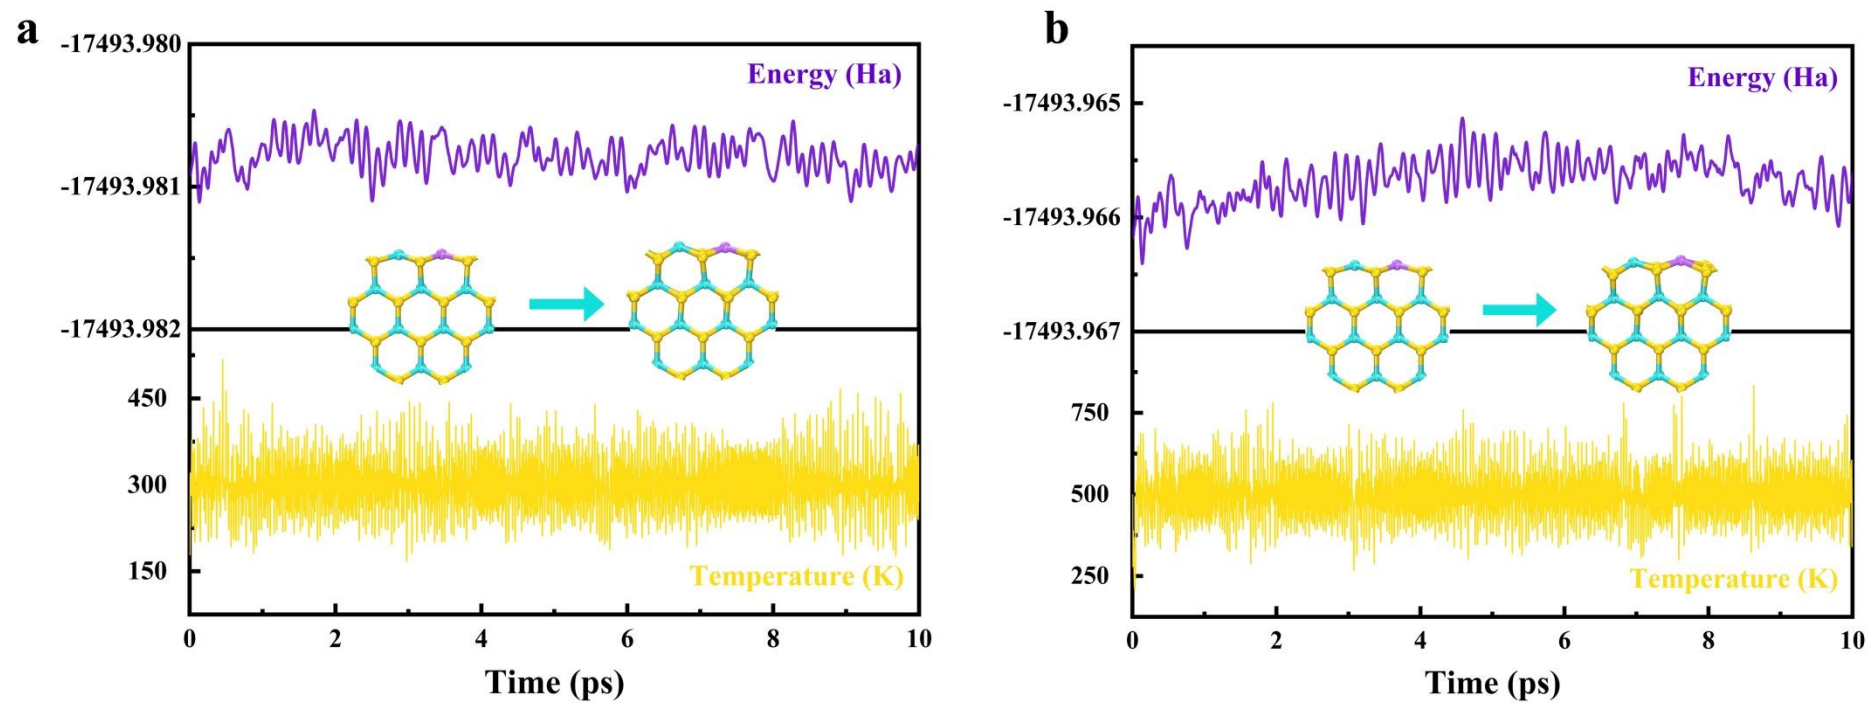 a
-17493.980
Energy (Ha)
-17493.981
-17493.982
450
300
150
Temperature (K)
0 2 4 6 8 10
Time (ps)
b
Energy (Ha)
-17493.965
-17493.966
-17493.967
750
500
250
Temperature (K)
0 2 4 6 8 10
Time (ps)